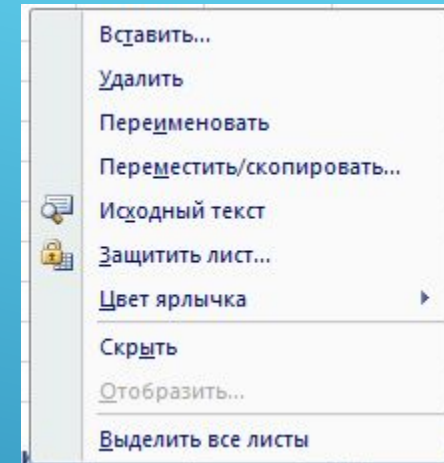 Вставить...
Удалить
Переименовать
Переместить/скопировать...
Исходный текст
Защитить лист...
Цвет ярлычка
Скрыть
Отобразить...
Выделить все листы